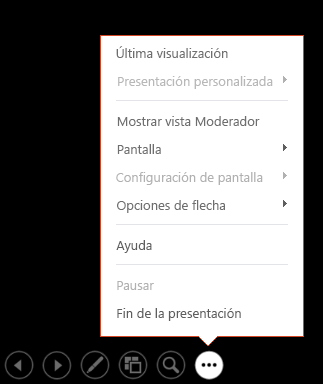 Última visualización
Presentación personalizada
Mostrar vista Moderador
Pantalla
Configuración de pantalla
Opciones de flecha
Ayuda
Pausar
Fin de la presentación